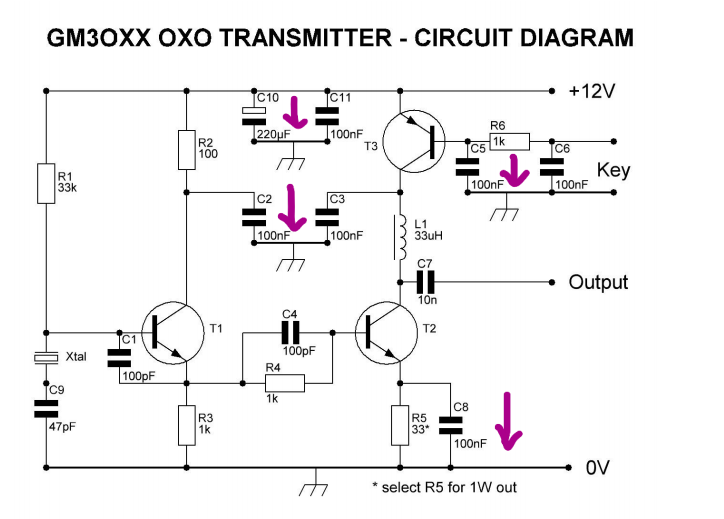 GM3OXX OXO TRANSMITTER - CIRCUIT DIAGRAM
+12V
C10
C11
220µF
100nF
R2
100
T3
R6
1k
C5
C6
100nF
100nF
Key
R1
33k
C2
C3
100nF
100nF
L1
33uH
C7
10n
Output
T1
C4
100pF
T2
Xtal
C1
100pF
R4
1k
C9
47pF
R3
1k
R5
33*
C8
100nF
0V
* select R5 for 1W out